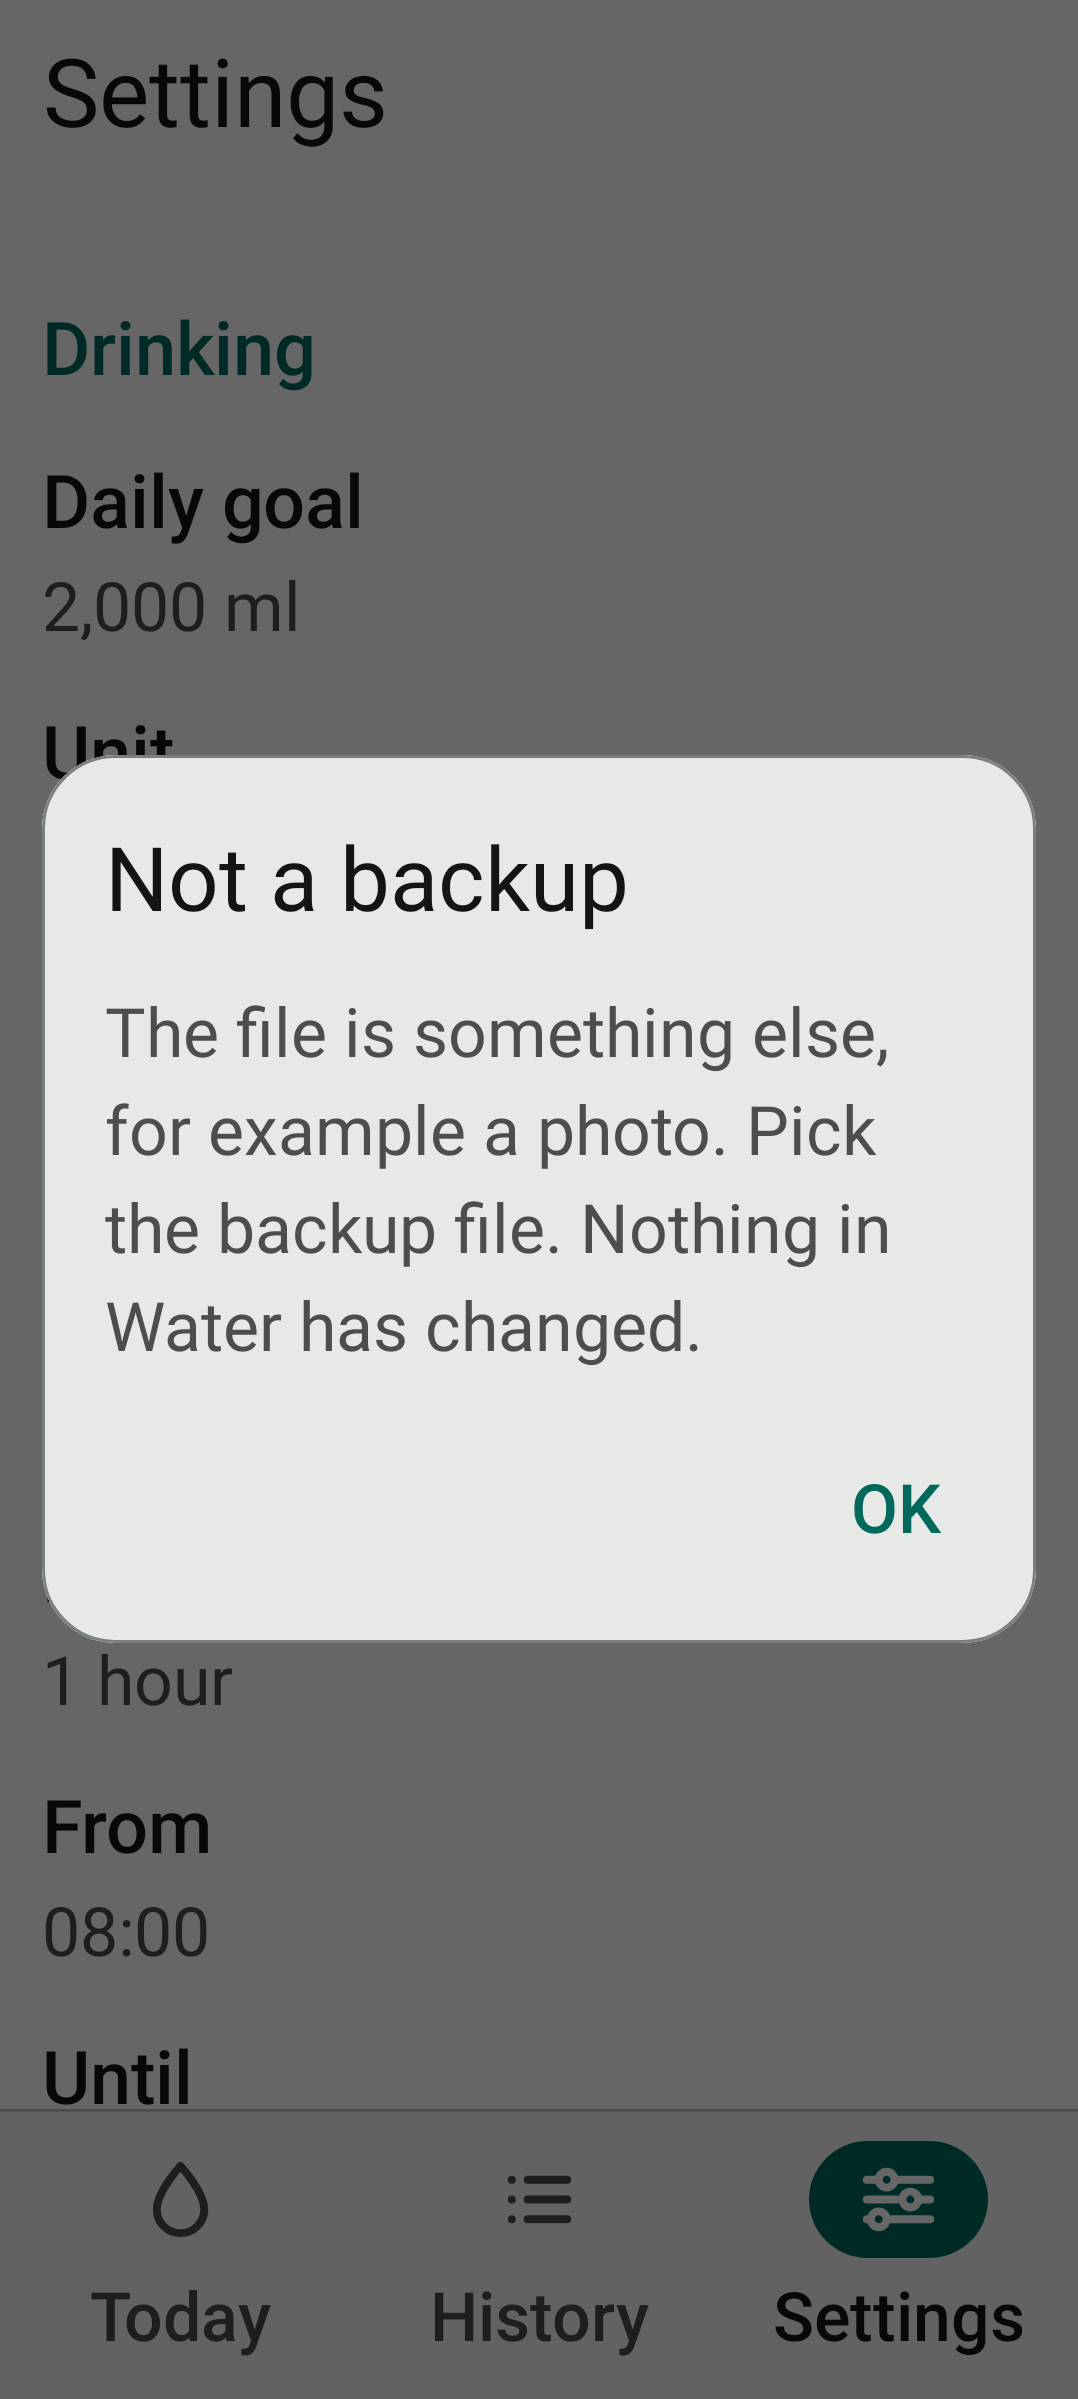 Settings
Drinking
Daily goal
2,000 ml
Unit
Not a backup
The file is something else,
for example a photo. Pick
the backup file. Nothing in
Water has changed.
OK
1 hour
From
08:00
Until
Today
History
Settings